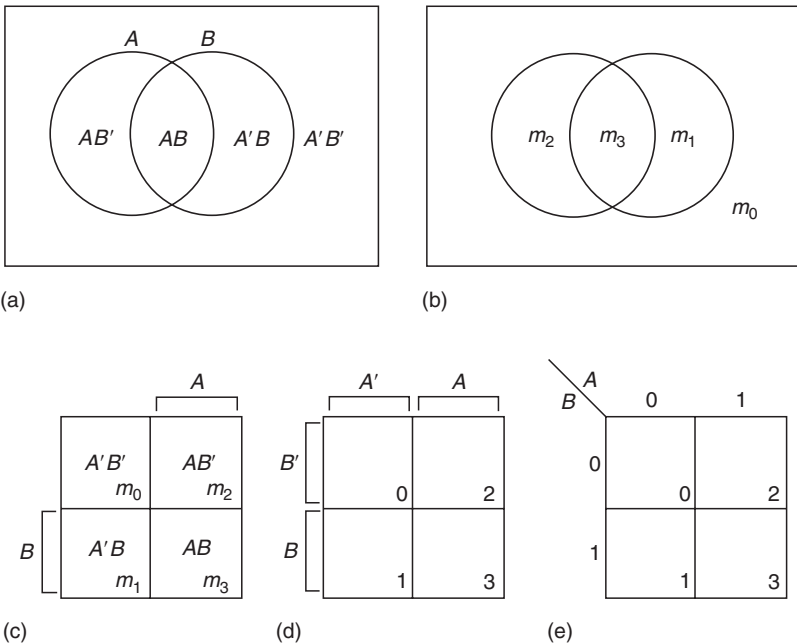 A B
AB′ AB A′B A′B′
(a)
m₂ m₃ m₁
m₀
(b)
A
A′B′ AB′
m₀ m₂
B A′B AB
m₁ m₃
(c)
A′ A
B′
0 2
B
1 3
(d)
A
B 0 1
0
0 2
1
1 3
(e)